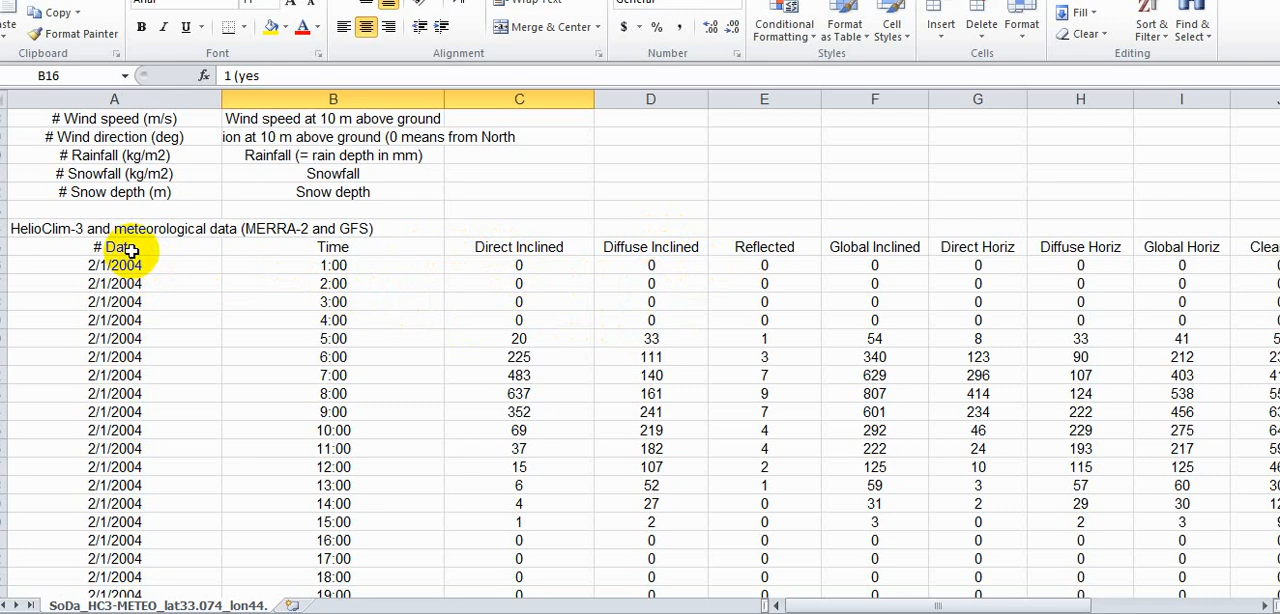 Arial 11 A A Wrap Text General
Copy
Format Painter
B I U A Merge & Center $ % , .0 .00 .00 .0
Conditional Formatting Format as Table Cell Styles Insert Delete Format Fill Clear Sort & Filter Find & Select
Clipboard Font Alignment Number Styles Cells Editing
B16 fx 1 (yes
A B C D E F G H I
# Wind speed (m/s) Wind speed at 10 m above ground
# Wind direction (deg) ion at 10 m above ground (0 means from North
# Rainfall (kg/m2) Rainfall (= rain depth in mm)
# Snowfall (kg/m2) Snowfall
# Snow depth (m) Snow depth
HelioClim-3 and meteorological data (MERRA-2 and GFS)
# Date Time Direct Inclined Diffuse Inclined Reflected Global Inclined Direct Horiz Diffuse Horiz Global Horiz Clea
2/1/2004 1:00 0 0 0 0 0 0 0
2/1/2004 2:00 0 0 0 0 0 0 0
2/1/2004 3:00 0 0 0 0 0 0 0
2/1/2004 4:00 0 0 0 0 0 0 0
2/1/2004 5:00 20 33 1 54 8 33 41 5
2/1/2004 6:00 225 111 3 340 123 90 212 23
2/1/2004 7:00 483 140 7 629 296 107 403 41
2/1/2004 8:00 637 161 9 807 414 124 538 55
2/1/2004 9:00 352 241 7 601 234 222 456 63
2/1/2004 10:00 69 219 4 292 46 229 275 64
2/1/2004 11:00 37 182 4 222 24 193 217 59
2/1/2004 12:00 15 107 2 125 10 115 125 46
2/1/2004 13:00 6 52 1 59 3 57 60 30
2/1/2004 14:00 4 27 0 31 2 29 30 12
2/1/2004 15:00 1 2 0 3 0 2 3
2/1/2004 16:00 0 0 0 0 0 0 0
2/1/2004 17:00 0 0 0 0 0 0 0
2/1/2004 18:00 0 0 0 0 0 0 0
2/1/2004 19:00 0 0 0 0 0 0 0
SoDa_HC3-METEO_lat33.074_lon44.